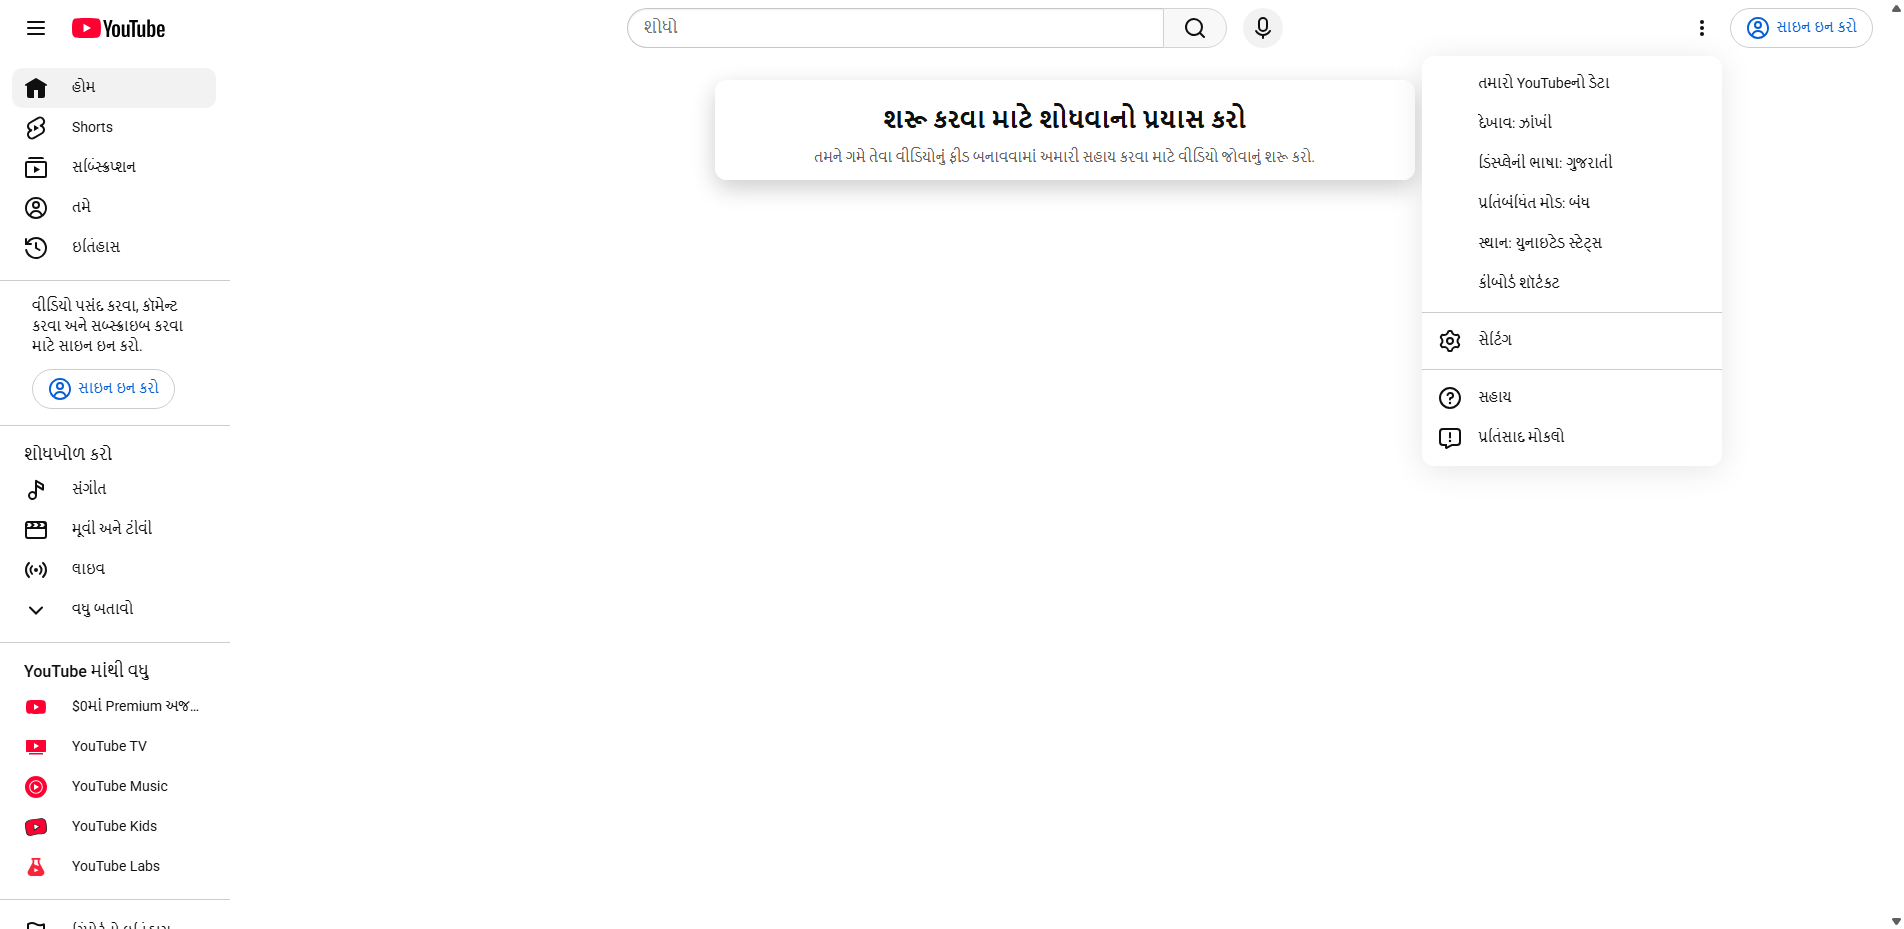 YouTube
શોધો
સાઇન ઇન કરો
હોમ
Shorts
સબ્સ્ક્રિપ્શન
તમે
ઇતિહાસ
વીડિયો પસંદ કરવા, કૉમેન્ટ
કરવા અને સબ્સ્ક્રાઇબ કરવા
માટે સાઇન ઇન કરો.
સાઇન ઇન કરો
શોધખોળ કરો
સંગીત
મૂવી અને ટીવી
લાઇવ
વધુ બતાવો
YouTube માંથી વધુ
$0માં Premium અજ...
YouTube TV
YouTube Music
YouTube Kids
YouTube Labs
શરૂ કરવા માટે શોધવાનો પ્રયાસ કરો
તમને ગમે તેવા વીડિયોનું ફીડ બનાવવામાં અમારી સહાય કરવા માટે વીડિયો જોવાનું શરૂ કરો.
તમારો YouTubeનો ડેટા
દેખાવ: ઝાંખી
ડિસ્પ્લેની ભાષા: ગુજરાતી
પ્રતિબંધિત મોડ: બંધ
સ્થાન: યુનાઇટેડ સ્ટેટ્સ
કીબોર્ડ શૉર્ટકટ
સેટિંગ
સહાય
પ્રતિસાદ મોકલો